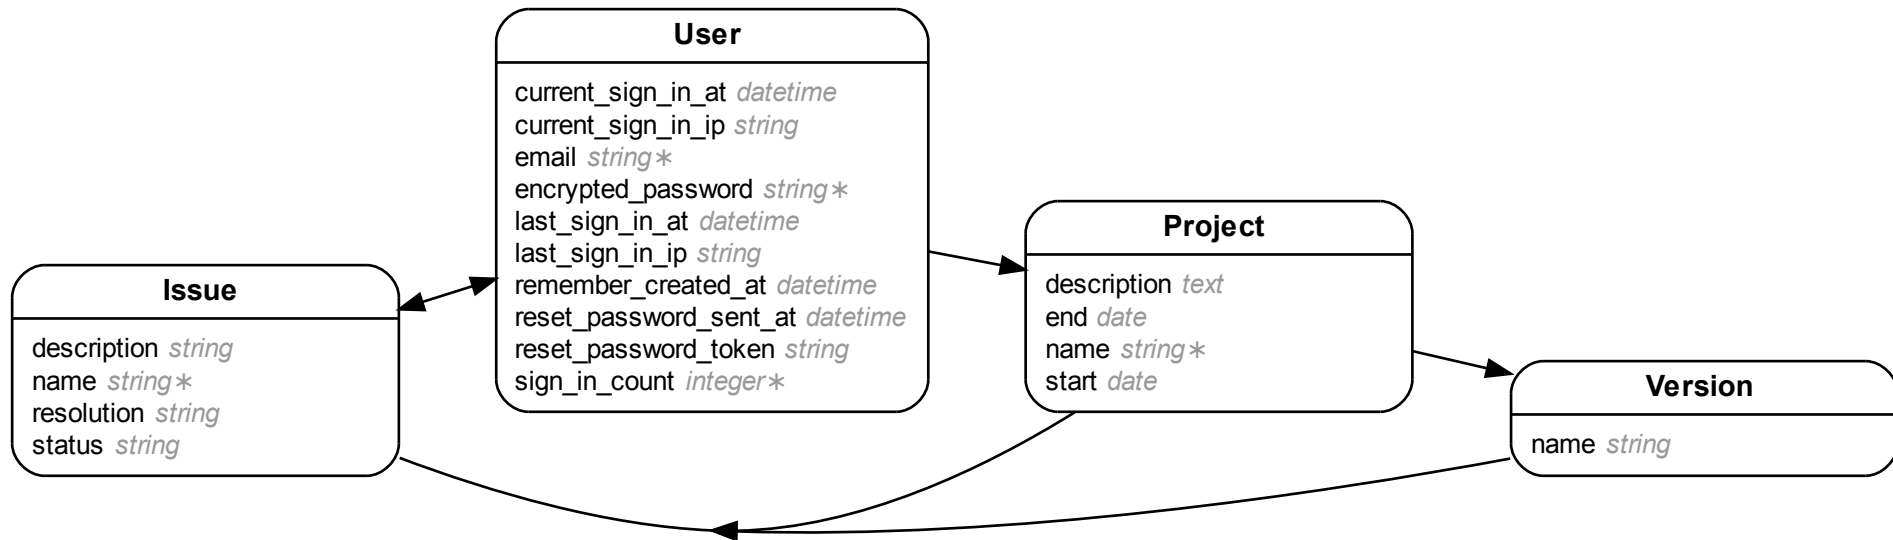 User
current_sign_in_at datetime
current_sign_in_ip string
email string∗
encrypted_password string∗
last_sign_in_at datetime
last_sign_in_ip string
remember_created_at datetime
reset_password_sent_at datetime
reset_password_token string
sign_in_count integer∗
Project
description text
end date
name string∗
start date
Issue
description string
name string∗
resolution string
status string
Version
name string